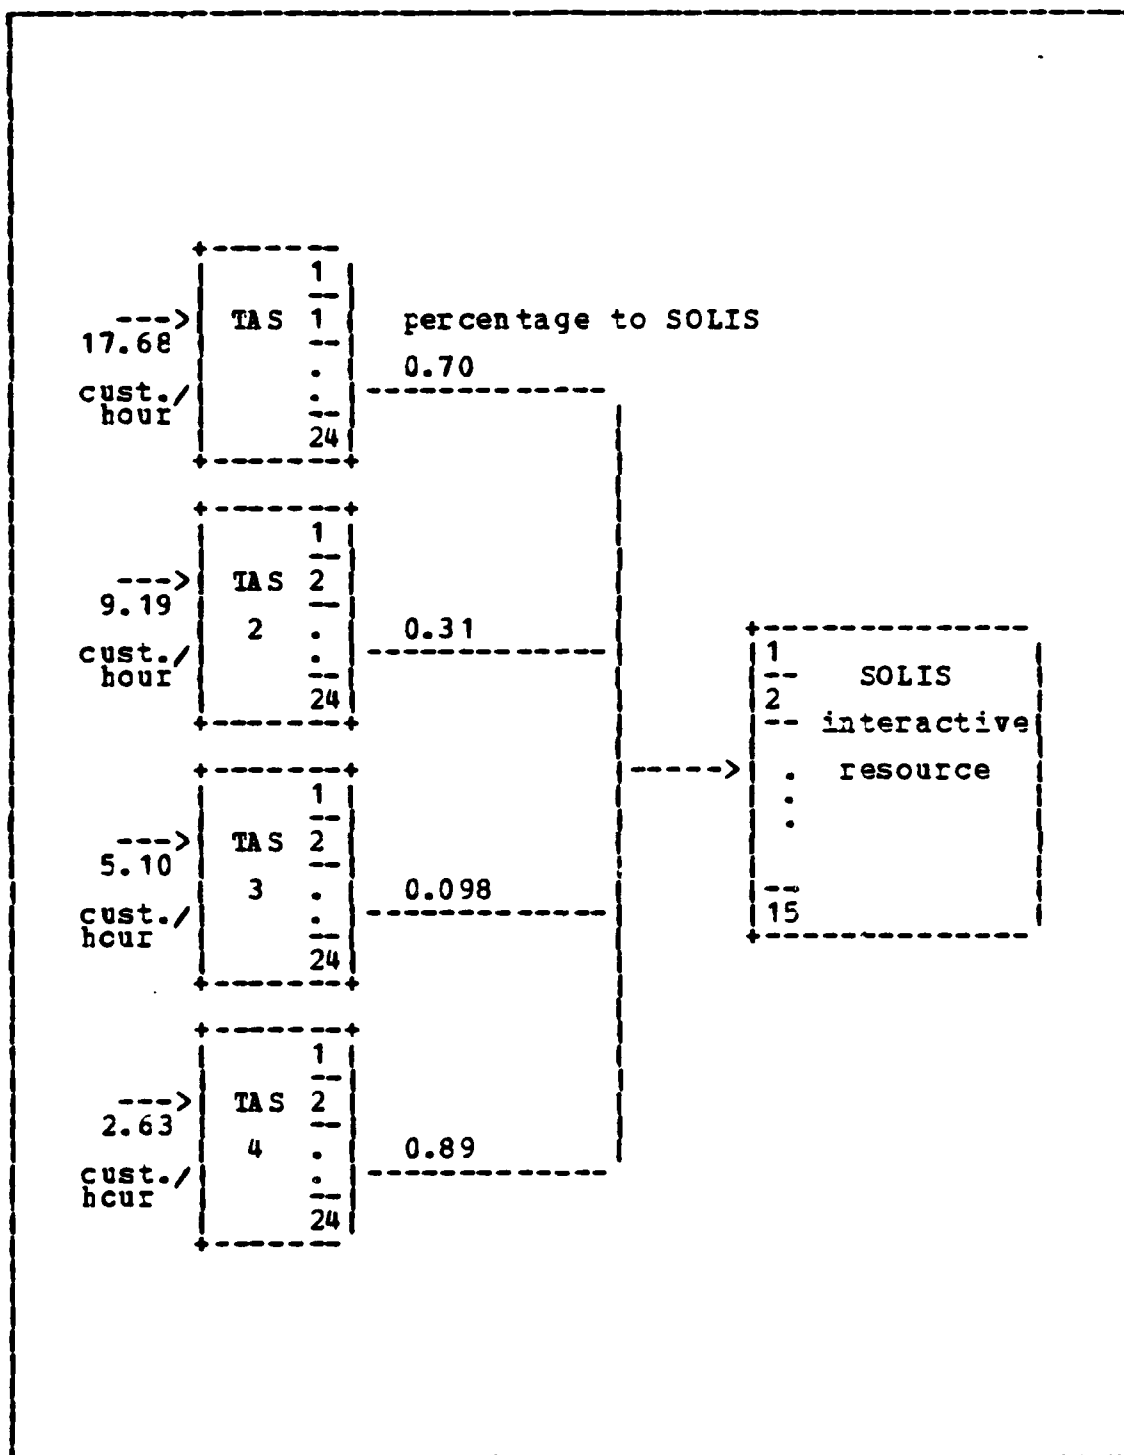 1
---> TAS 1 percentage to SOLIS
17.68
. 0.70
cust./ .
hour
24
1
---> TAS 2
9.19
2 . 0.31
cust./ .
hour
24
1
---> TAS 2
5.10
3 . 0.098
cust./ .
hcur
24
1
---> TAS 2
2.63
4 . 0.89
cust./ .
hcur
24
1
SOLIS
2
interactive
----->
. resource
.
.
15